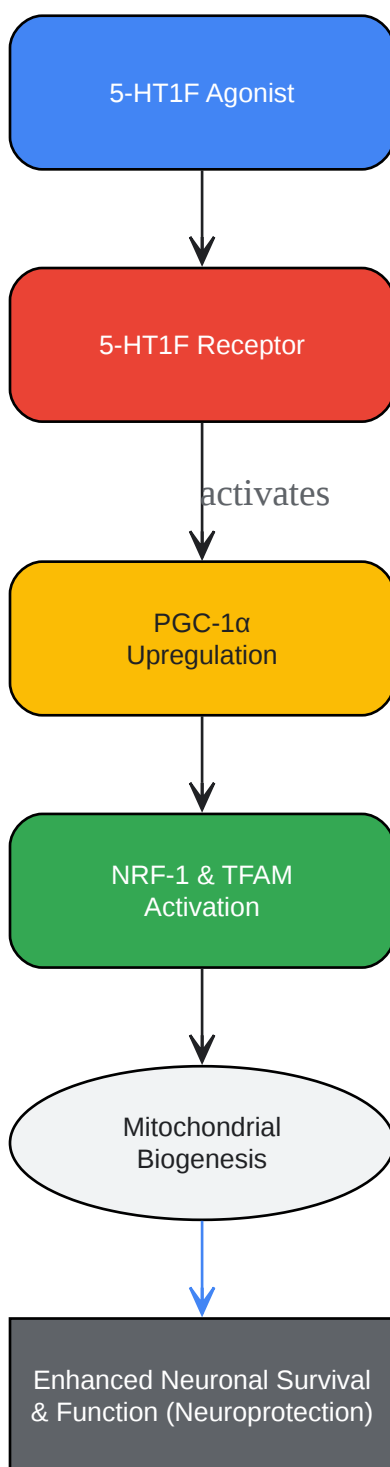 5-HT1F Agonist
5-HT1F Receptor
activates
PGC-1α
Upregulation
NRF-1 & TFAM
Activation
Mitochondrial
Biogenesis
Enhanced Neuronal Survival
& Function (Neuroprotection)